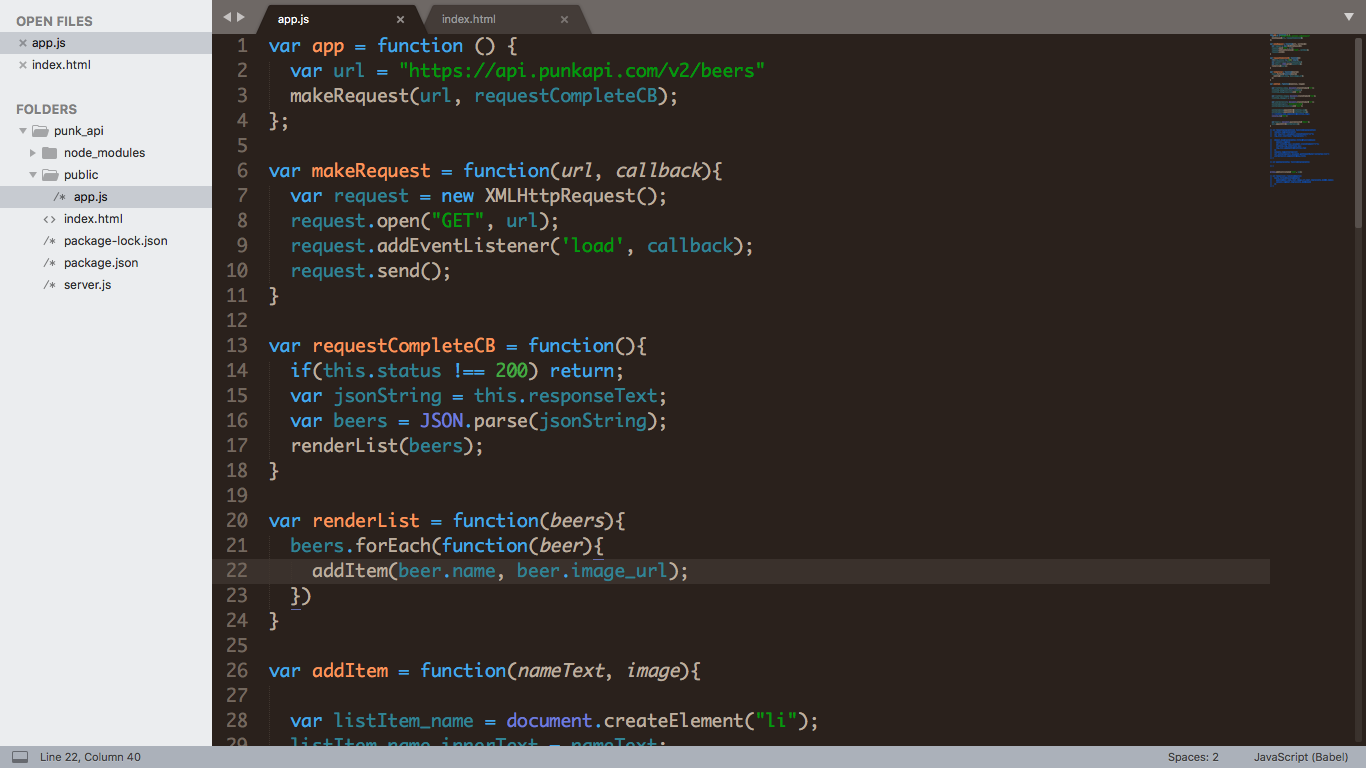 OPEN FILES
app.js
index.html
FOLDERS
punk_api
node_modules
public
app.js
index.html
package-lock.json
package.json
server.js
app.js
index.html
1 var app = function () {
2   var url = "https://api.punkapi.com/v2/beers"
3   makeRequest(url, requestCompleteCB);
4 };
5
6 var makeRequest = function(url, callback){
7   var request = new XMLHttpRequest();
8   request.open("GET", url);
9   request.addEventListener('load', callback);
10   request.send();
11 }
12
13 var requestCompleteCB = function(){
14   if(this.status !== 200) return;
15   var jsonString = this.responseText;
16   var beers = JSON.parse(jsonString);
17   renderList(beers);
18 }
19
20 var renderList = function(beers){
21   beers.forEach(function(beer){
22     addItem(beer.name, beer.image_url);
23   })
24 }
25
26 var addItem = function(nameText, image){
27
28   var listItem_name = document.createElement("li");
29   listItem_name.innerText = nameText;
Line 22, Column 40
Spaces: 2
JavaScript (Babel)